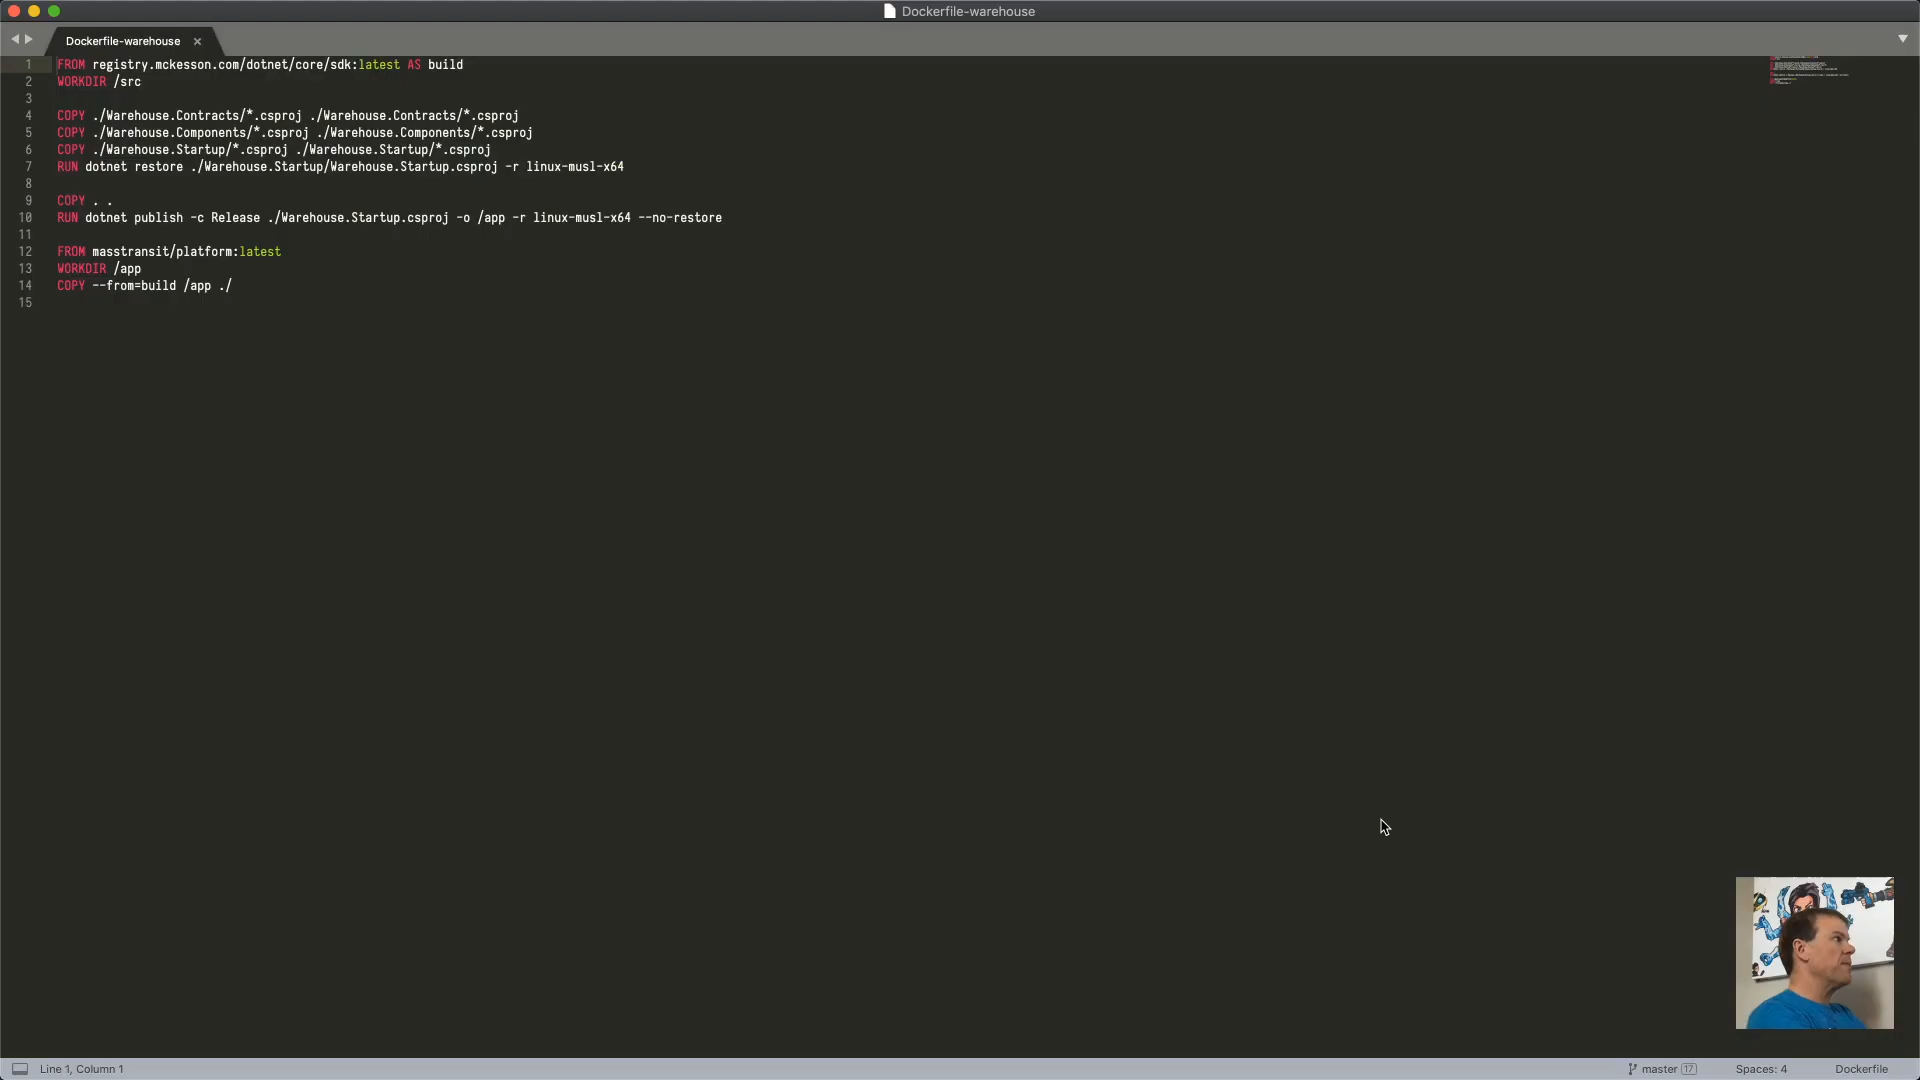 Dockerfile-warehouse
Dockerfile-warehouse ×
1 FROM registry.mckesson.com/dotnet/core/sdk:latest AS build
2 WORKDIR /src
3
4 COPY ./Warehouse.Contracts/*.csproj ./Warehouse.Contracts/*.csproj
5 COPY ./Warehouse.Components/*.csproj ./Warehouse.Components/*.csproj
6 COPY ./Warehouse.Startup/*.csproj ./Warehouse.Startup/*.csproj
7 RUN dotnet restore ./Warehouse.Startup/Warehouse.Startup.csproj -r linux-musl-x64
8
9 COPY . .
10 RUN dotnet publish -c Release ./Warehouse.Startup.csproj -o /app -r linux-musl-x64 --no-restore
11
12 FROM masstransit/platform:latest
13 WORKDIR /app
14 COPY --from=build /app ./
15
Line 1, Column 1 master 17 Spaces: 4 Dockerfile